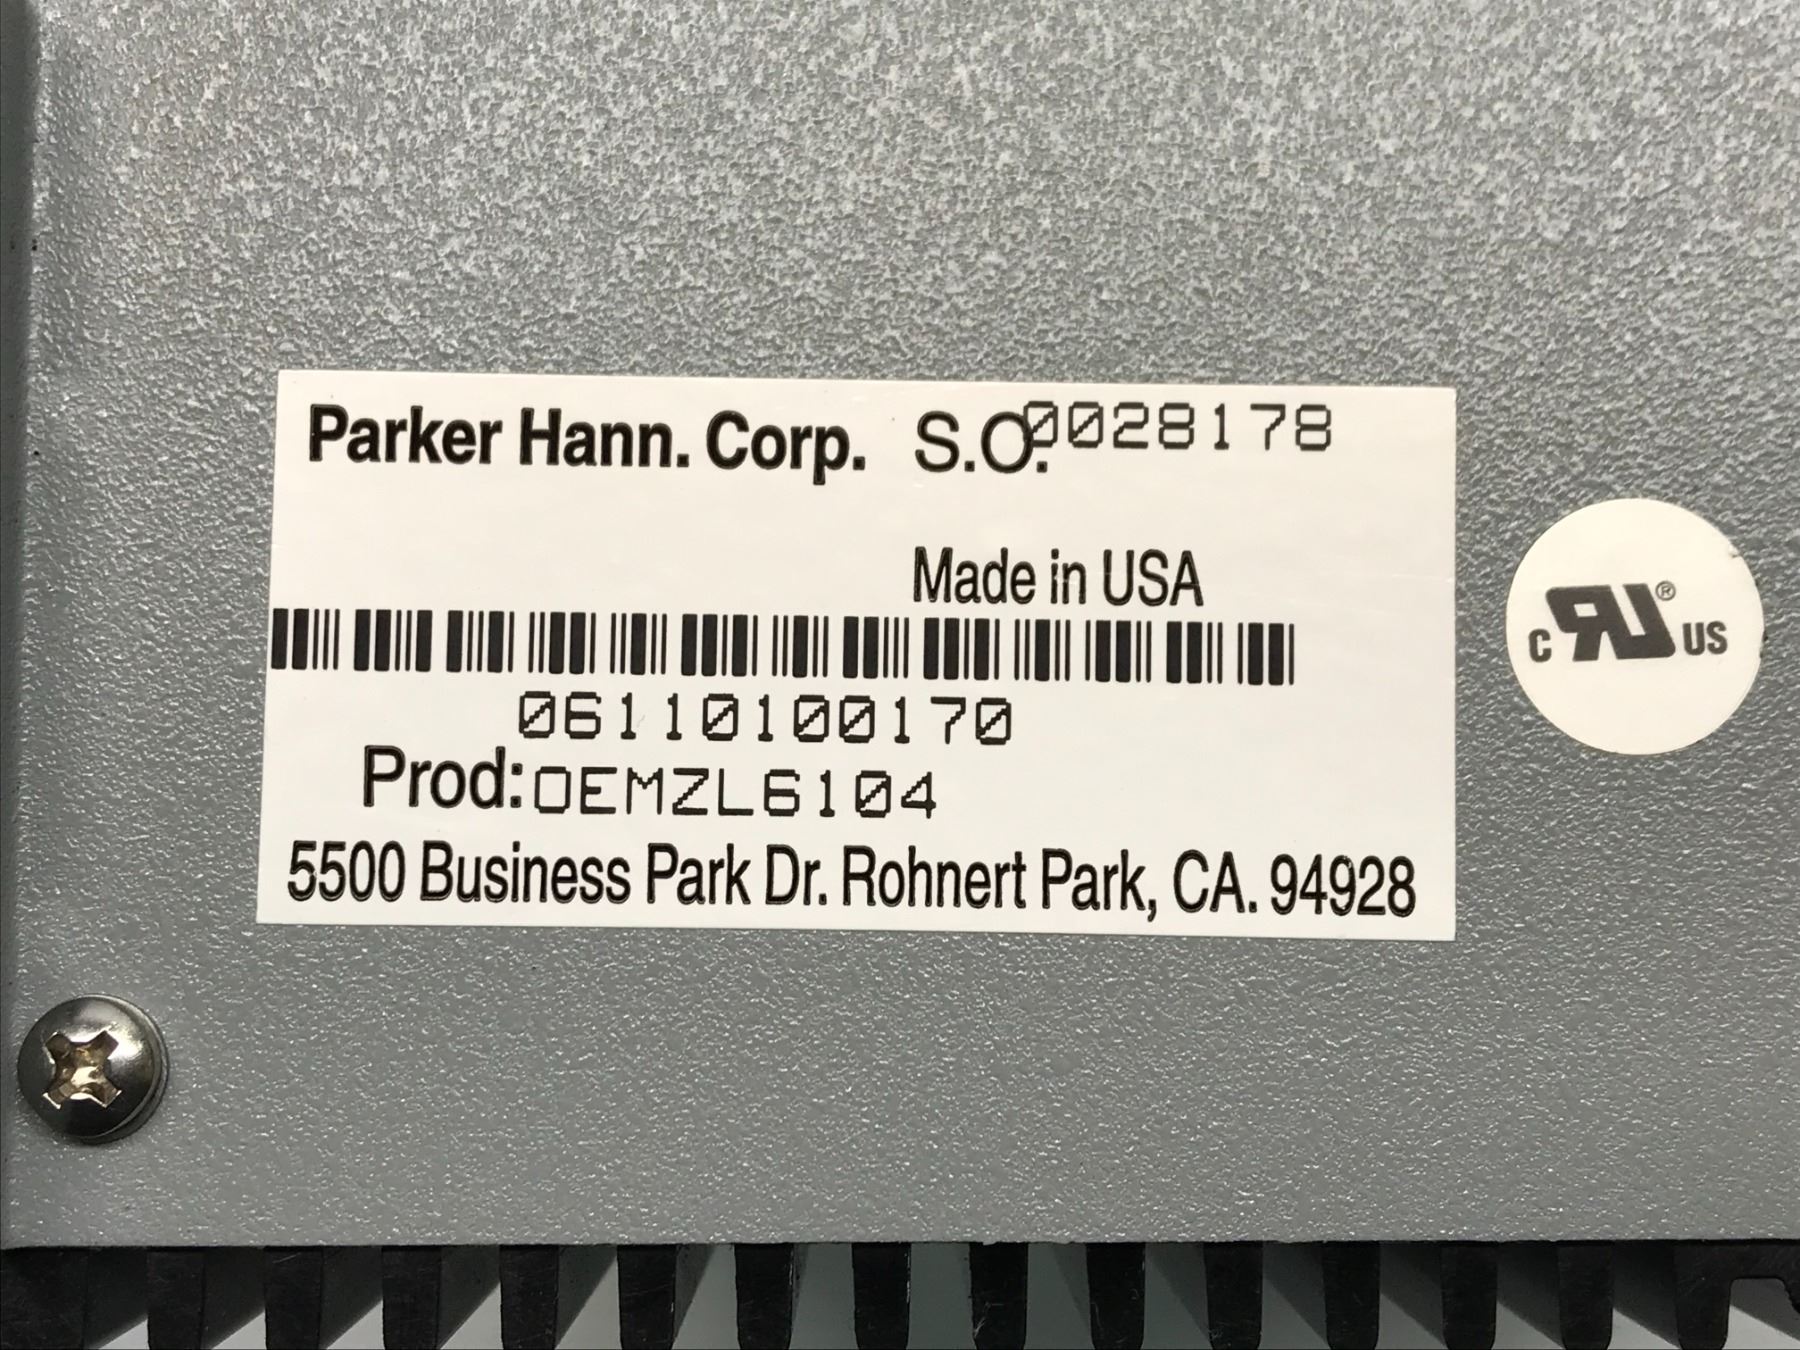 Parker Hann. Corp. S.O. 0028178
Made in USA
06110100170
Prod: OEMZL6104
5500 Business Park Dr. Rohnert Park, CA. 94928
C RU® US